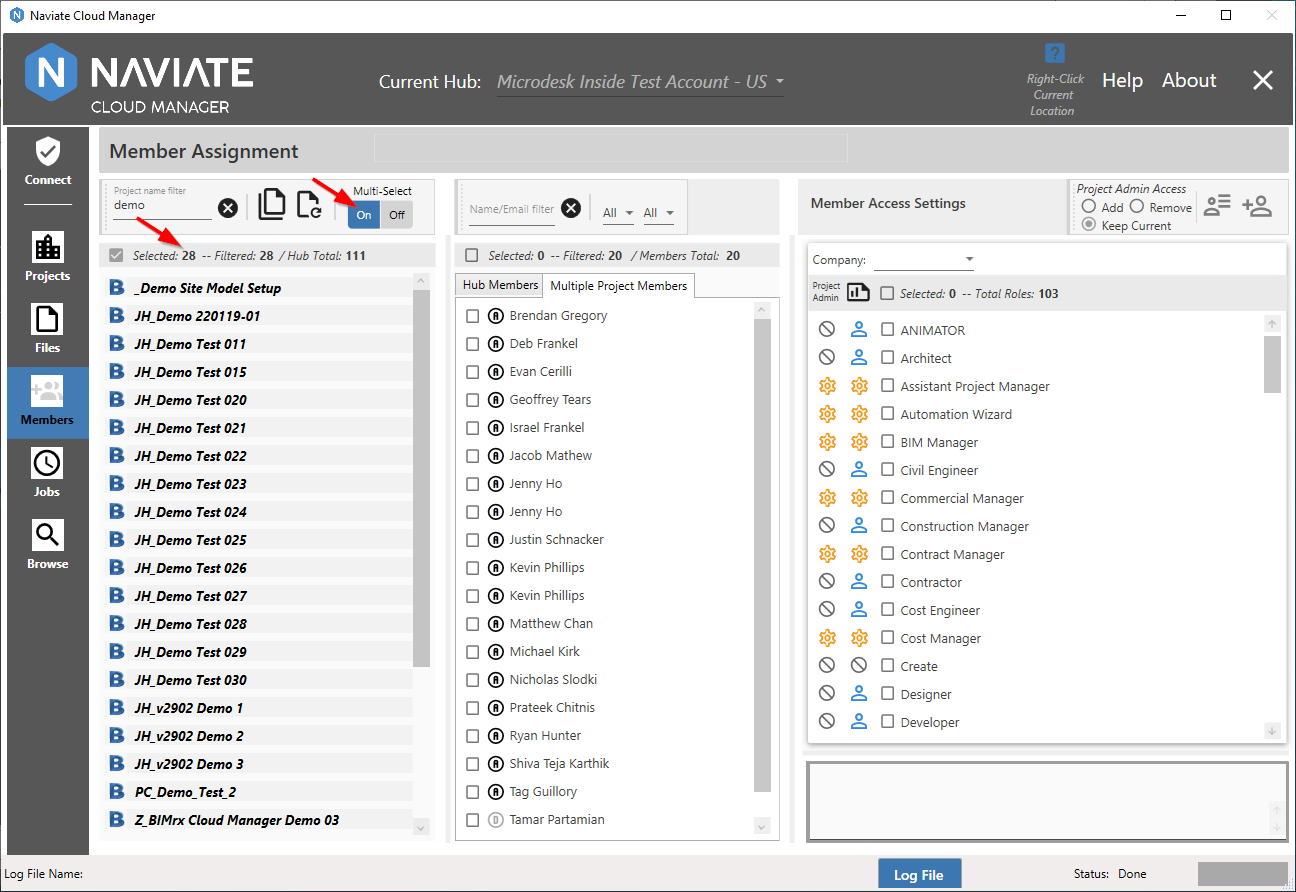 Naviate Cloud Manager
NAVIATE
CLOUD MANAGER
Current Hub: Microdesk Inside Test Account - US
?
Right-Click
Current
Location
Help About
Connect
Projects
Files
Members
Jobs
Browse
Member Assignment
Project name filter
demo
Multi-Select
On Off
Selected: 28 -- Filtered: 28 / Hub Total: 111
B _Demo Site Model Setup
B JH_Demo 220119-01
B JH_Demo Test 011
B JH_Demo Test 015
B JH_Demo Test 020
B JH_Demo Test 021
B JH_Demo Test 022
B JH_Demo Test 023
B JH_Demo Test 024
B JH_Demo Test 025
B JH_Demo Test 026
B JH_Demo Test 027
B JH_Demo Test 028
B JH_Demo Test 029
B JH_Demo Test 030
B JH_v2902 Demo 1
B JH_v2902 Demo 2
B JH_v2902 Demo 3
B PC_Demo_Test_2
B Z_BIMrx Cloud Manager Demo 03
Name/Email filter
All All
Selected: 0 -- Filtered: 20 / Members Total: 20
Hub Members Multiple Project Members
A Brendan Gregory
A Deb Frankel
A Evan Cerilli
A Geoffrey Tears
A Israel Frankel
A Jacob Mathew
A Jenny Ho
A Jenny Ho
A Justin Schnacker
A Kevin Phillips
A Kevin Phillips
A Matthew Chan
A Michael Kirk
A Nicholas Slodki
A Prateek Chitnis
A Ryan Hunter
A Shiva Teja Karthik
A Tag Guillory
D Tamar Partamian
Member Access Settings
Project Admin Access
Add Remove
Keep Current
Company:
Project
Admin
Selected: 0 -- Total Roles: 103
ANIMATOR
Architect
Assistant Project Manager
Automation Wizard
BIM Manager
Civil Engineer
Commercial Manager
Construction Manager
Contract Manager
Contractor
Cost Engineer
Cost Manager
Create
Designer
Developer
Log File Name:
Log File
Status: Done